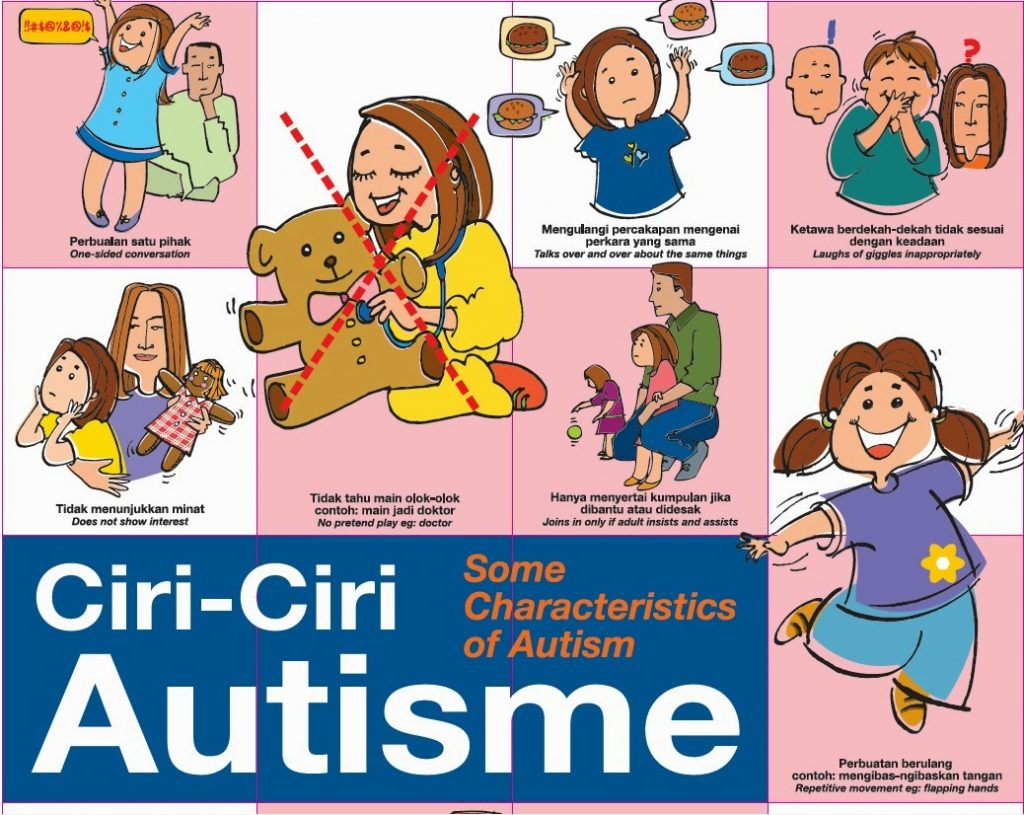 !!#$@%&@!$
Perbualan satu pihak
One-sided conversation
Mengulangi percakapan mengenai
perkara yang sama
Talks over and over about the same things
!
?
Ketawa berdekah-dekah tidak sesuai
dengan keadaan
Laughs of giggles inappropriately
Tidak menunjukkan minat
Does not show interest
Tidak tahu main olok-olok
contoh: main jadi doktor
No pretend play eg: doctor
Hanya menyertai kumpulan jika
dibantu atau didesak
Joins in only if adult insists and assists
Ciri-Ciri
Autisme
Some
Characteristics
of Autism
Perbuatan berulang
contoh: mengibas-ngibaskan tangan
Repetitive movement eg: flapping hands